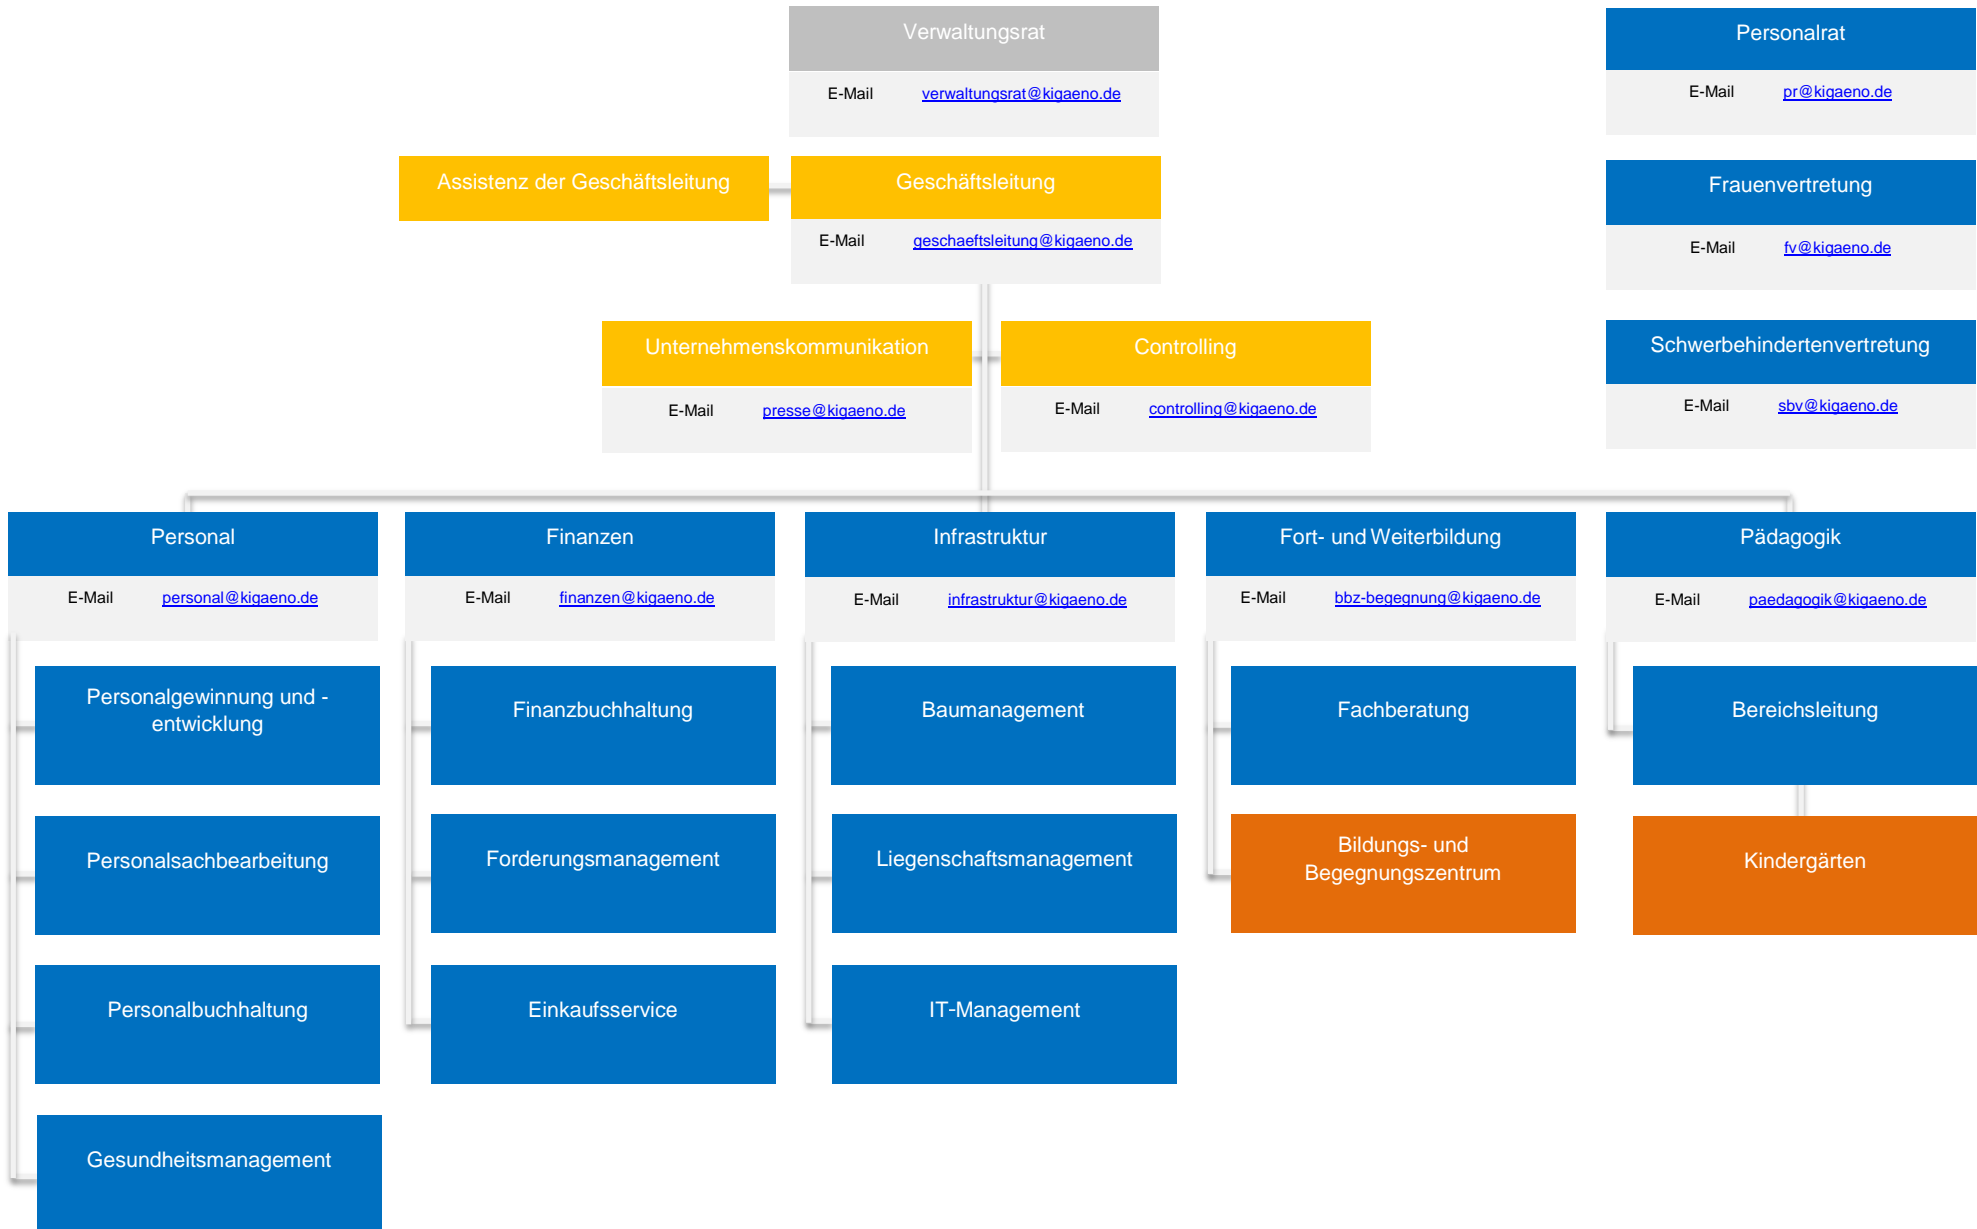 Verwaltungsrat
E-Mail verwaltungsrat@kigaeno.de
Personalrat
E-Mail pr@kigaeno.de
Assistenz der Geschäftsleitung
Geschäftsleitung
E-Mail geschaeftsleitung@kigaeno.de
Frauenvertretung
E-Mail fv@kigaeno.de
Unternehmenskommunikation
E-Mail presse@kigaeno.de
Controlling
E-Mail controlling@kigaeno.de
Schwerbehindertenvertretung
E-Mail sbv@kigaeno.de
Personal
E-Mail personal@kigaeno.de
Personalgewinnung und -
entwicklung
Personalsachbearbeitung
Personalbuchhaltung
Gesundheitsmanagement
Finanzen
E-Mail finanzen@kigaeno.de
Finanzbuchhaltung
Forderungsmanagement
Einkaufsservice
Infrastruktur
E-Mail infrastruktur@kigaeno.de
Baumanagement
Liegenschaftsmanagement
IT-Management
Fort- und Weiterbildung
E-Mail bbz-begegnung@kigaeno.de
Fachberatung
Bildungs- und
Begegnungszentrum
Pädagogik
E-Mail paedagogik@kigaeno.de
Bereichsleitung
Kindergärten